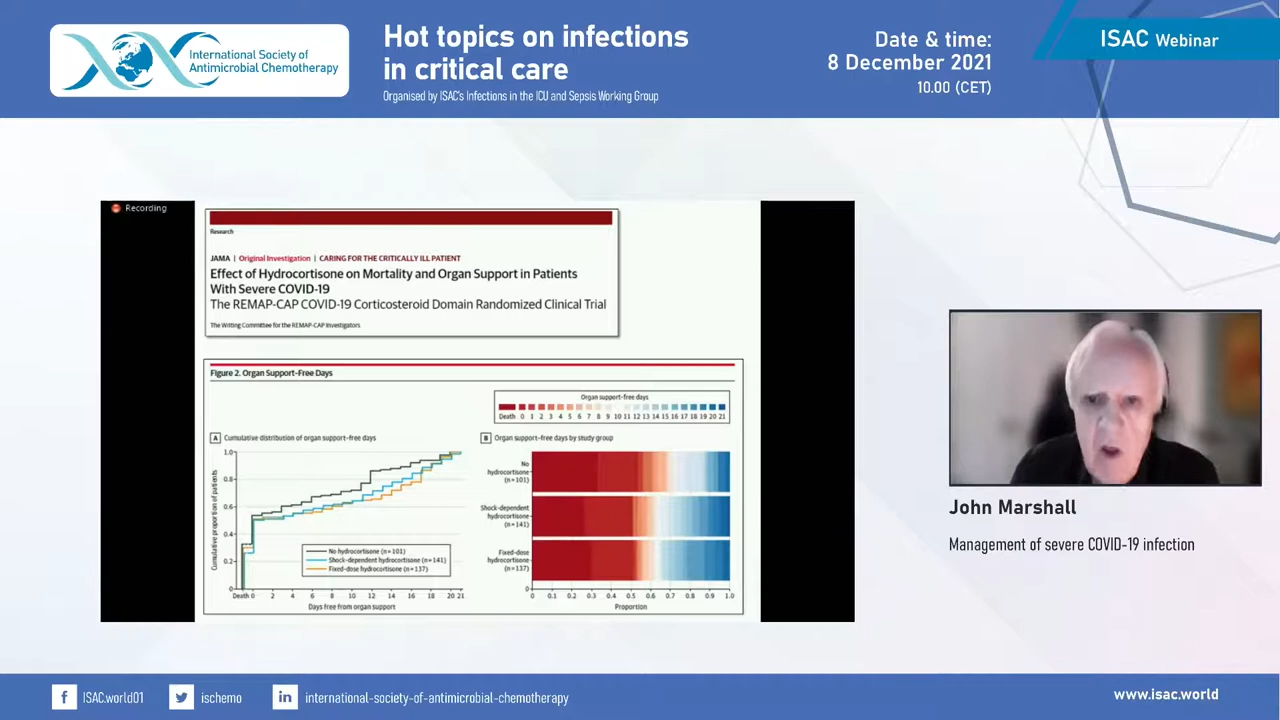 International Society of
Antimicrobial Chemotherapy
Hot topics on infections
in critical care
Organised by ISAC's Infections in the ICU and Sepsis Working Group
Date & time:
8 December 2021
10.00 (CET)
ISAC Webinar
Recording
Research
JAMA | Original Investigation | CARING FOR THE CRITICALLY ILL PATIENT
Effect of Hydrocortisone on Mortality and Organ Support in Patients
With Severe COVID-19
The REMAP-CAP COVID-19 Corticosteroid Domain Randomized Clinical Trial
The Writing Committee for the REMAP-CAP Investigators
Figure 2. Organ Support-Free Days
Organ support-free days
Death 0 1 2 3 4 5 6 7 8 9 10 11 12 13 14 15 16 17 18 19 20 21
A Cumulative distribution of organ support-free days
Cumulative proportion of patients
1.0
0.8
0.6
0.4
0.2
0
No hydrocortisone (n=101)
Shock-dependent hydrocortisone (n=141)
Fixed-dose hydrocortisone (n=137)
Death 0 2 4 6 8 10 12 14 16 18 20 21
Days free from organ support
B Organ support-free days by study group
No
hydrocortisone
(n=101)
Shock-dependent
hydrocortisone
(n=141)
Fixed-dose
hydrocortisone
(n=137)
0
0 0.1 0.2 0.3 0.4 0.5 0.6 0.7 0.8 0.9 1.0
Proportion
John Marshall
Management of severe COVID-19 infection
ISAC.world01
ischemo
international-society-of-antimicrobial-chemotherapy
www.isac.world